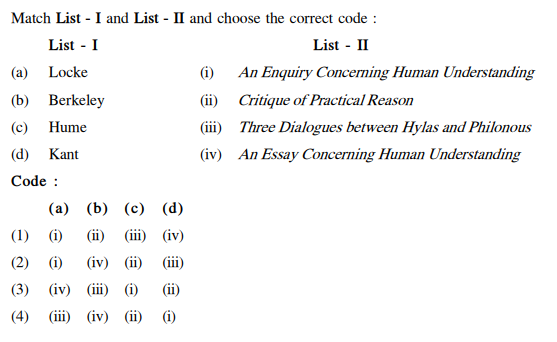 Match List - I and List - II and choose the correct code :
List - I List - II
(a) Locke (i) An Enquiry Concerning Human Understanding
(b) Berkeley (ii) Critique of Practical Reason
(c) Hume (iii) Three Dialogues between Hylas and Philonous
(d) Kant (iv) An Essay Concerning Human Understanding
Code :
(a) (b) (c) (d)
(1) (i) (ii) (iii) (iv)
(2) (i) (iv) (ii) (iii)
(3) (iv) (iii) (i) (ii)
(4) (iii) (iv) (ii) (i)